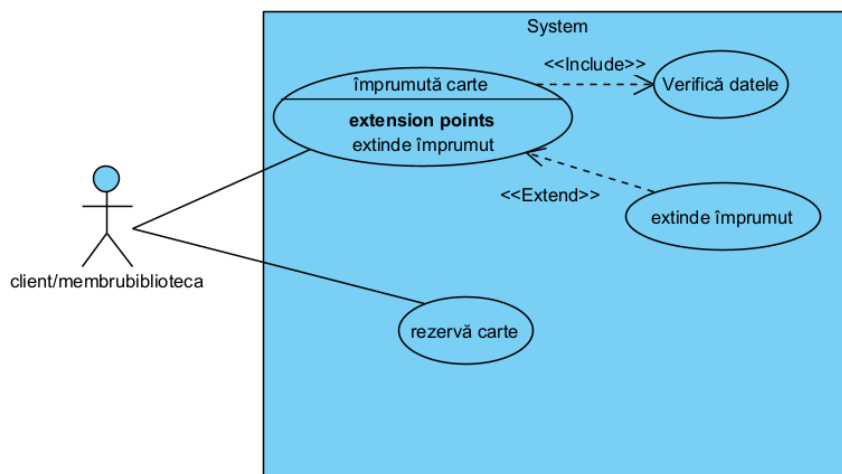 System
împrumută carte
<<Include>>
Verifică datele
extension points
extinde împrumut
<<Extend>>
extinde împrumut
client/membrubiblioteca
rezervă carte